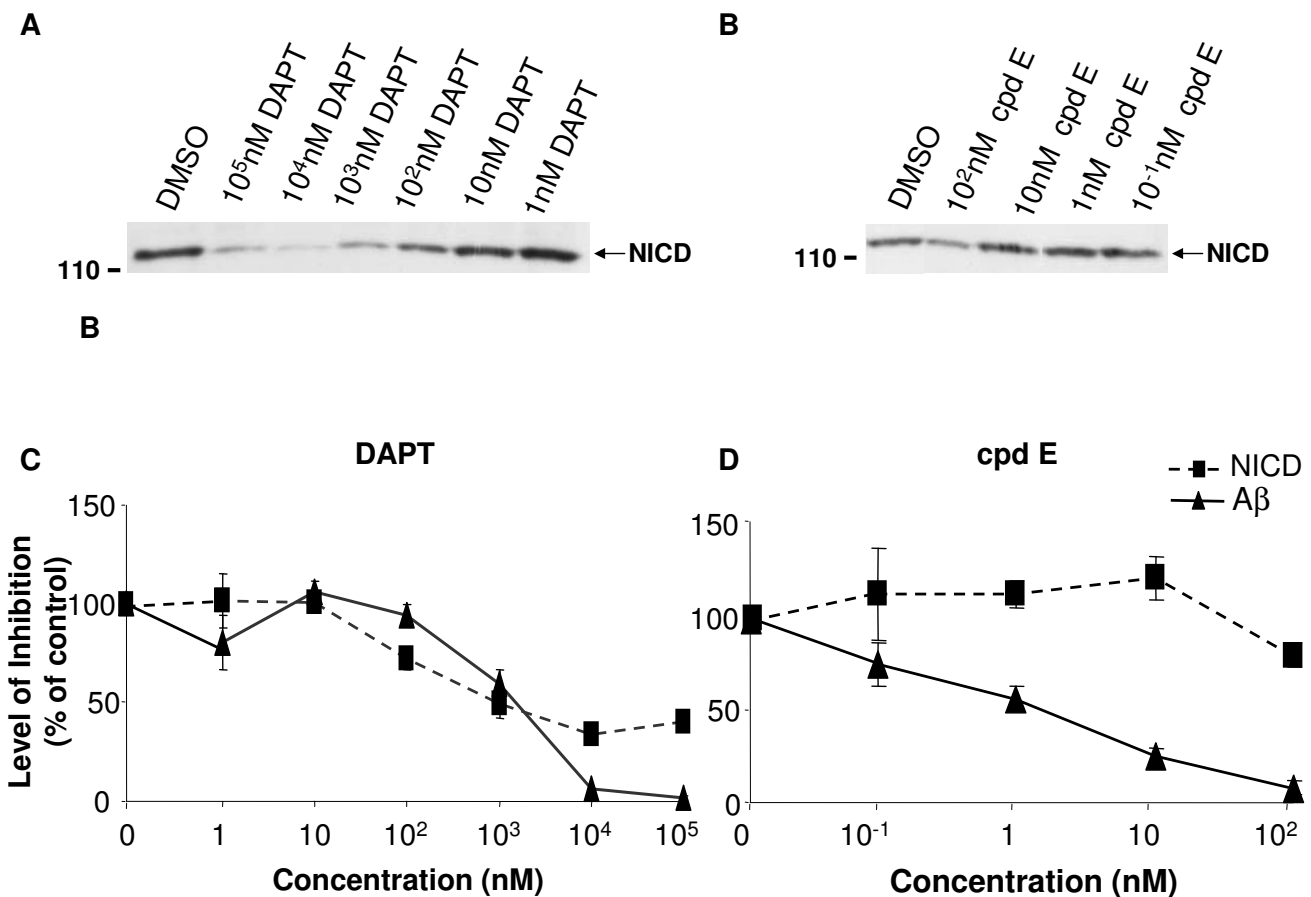 A
DMSO
10⁵nM DAPT
10⁴nM DAPT
10³nM DAPT
10²nM DAPT
10nM DAPT
1nM DAPT
110
NICD
B
DMSO
10²nM cpd E
10nM cpd E
1nM cpd E
10⁻¹nM cpd E
110
NICD
B
C
DAPT
Level of Inhibition
(% of control)
150
100
50
0
0 1 10 10² 10³ 10⁴ 10⁵
Concentration (nM)
D
cpd E
NICD
Aβ
150
100
50
0
0 10⁻¹ 1 10 10²
Concentration (nM)